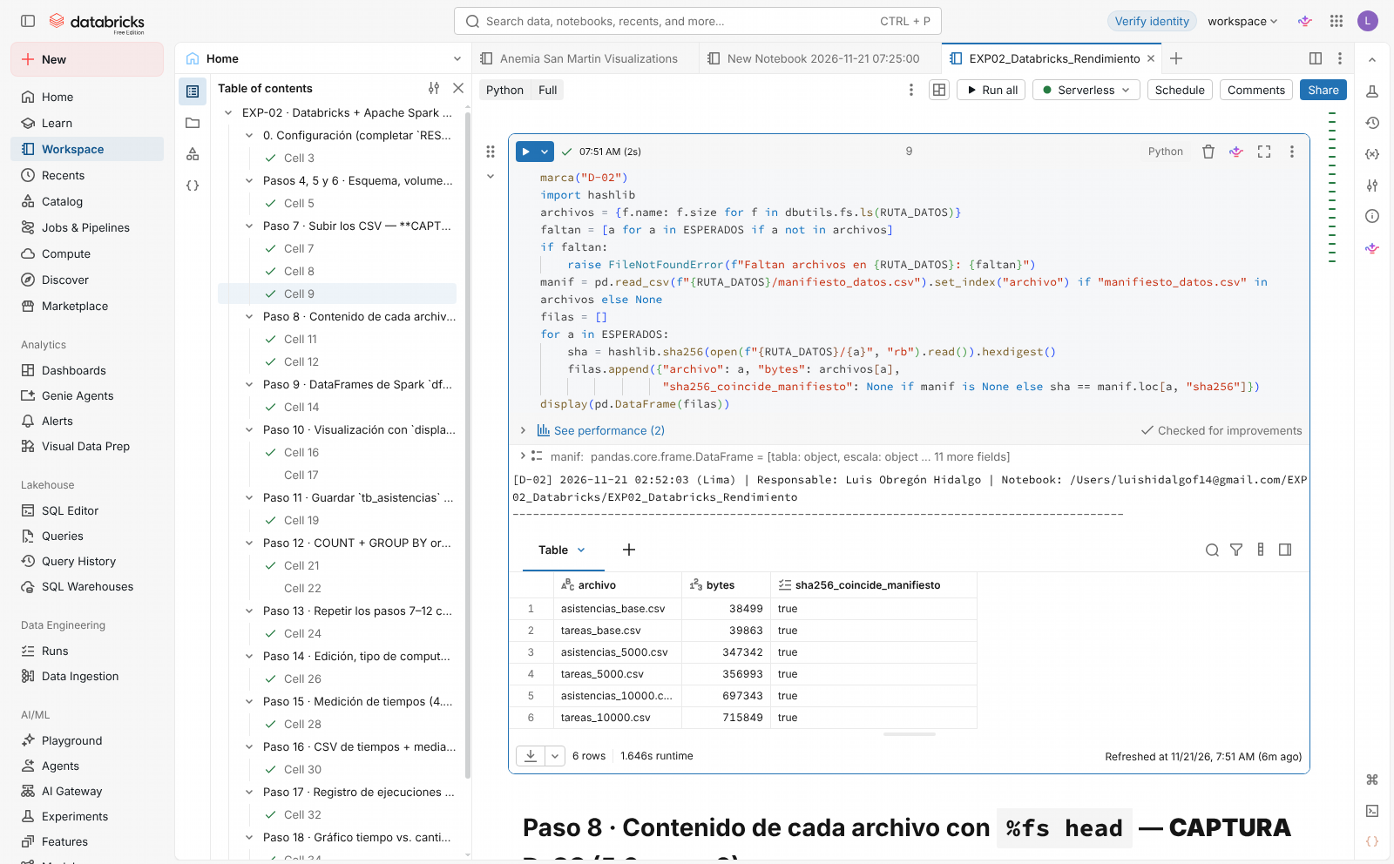 databricks
Free Edition
Search data, notebooks, recents, and more...
CTRL + P
Verify identity
workspace
L
New
Home
Learn
Workspace
Recents
Catalog
Jobs & Pipelines
Compute
Discover
Marketplace
Analytics
Dashboards
Genie Agents
Alerts
Visual Data Prep
Lakehouse
SQL Editor
Queries
Query History
SQL Warehouses
Data Engineering
Runs
Data Ingestion
AI/ML
Playground
Agents
AI Gateway
Experiments
Features
Home
Table of contents
EXP-02 · Databricks + Apache Spark ...
0. Configuración (completar `RES...
Cell 3
Pasos 4, 5 y 6 · Esquema, volume...
Cell 5
Paso 7 · Subir los CSV — **CAPT...
Cell 7
Cell 8
Cell 9
Paso 8 · Contenido de cada archiv...
Cell 11
Cell 12
Paso 9 · DataFrames de Spark `df...
Cell 14
Paso 10 · Visualización con `displa...
Cell 16
Cell 17
Paso 11 · Guardar `tb_asistencias` ...
Cell 19
Paso 12 · COUNT + GROUP BY or...
Cell 21
Cell 22
Paso 13 · Repetir los pasos 7–12 c...
Cell 24
Paso 14 · Edición, tipo de comput...
Cell 26
Paso 15 · Medición de tiempos (4....
Cell 28
Paso 16 · CSV de tiempos + media...
Cell 30
Paso 17 · Registro de ejecuciones ...
Cell 32
Paso 18 · Gráfico tiempo vs. canti...
Cell 34
Anemia San Martin Visualizations
New Notebook 2026-11-21 07:25:00
EXP02_Databricks_Rendimiento
Python
Full
Run all
Serverless
Schedule
Comments
Share
07:51 AM (2s)
9
Python
marca("D-02")
import hashlib
archivos = {f.name: f.size for f in dbutils.fs.ls(RUTA_DATOS)}
faltan = [a for a in ESPERADOS if a not in archivos]
if faltan:
raise FileNotFoundError(f"Faltan archivos en {RUTA_DATOS}: {faltan}")
manif = pd.read_csv(f"{RUTA_DATOS}/manifiesto_datos.csv").set_index("archivo") if "manifiesto_datos.csv" in
archivos else None
filas = []
for a in ESPERADOS:
sha = hashlib.sha256(open(f"{RUTA_DATOS}/{a}", "rb").read()).hexdigest()
filas.append({"archivo": a, "bytes": archivos[a],
"sha256_coincide_manifiesto": None if manif is None else sha == manif.loc[a, "sha256"]})
display(pd.DataFrame(filas))
See performance (2)
Checked for improvements
manif: pandas.core.frame.DataFrame = [tabla: object, escala: object ... 11 more fields]
[D-02] 2026-11-21 02:52:03 (Lima) | Responsable: Luis Obregón Hidalgo | Notebook: /Users/luishidalgof14@gmail.com/EXP
02_Databricks/EXP02_Databricks_Rendimiento
------------------------------------------------------------------------------------------
Table
archivo bytes sha256_coincide_manifiesto
1 asistencias_base.csv 38499 true
2 tareas_base.csv 39863 true
3 asistencias_5000.csv 347342 true
4 tareas_5000.csv 356993 true
5 asistencias_10000.c... 697343 true
6 tareas_10000.csv 715849 true
6 rows
1.646s runtime
Refreshed at 11/21/26, 7:51 AM (6m ago)
Paso 8 · Contenido de cada archivo con %fs head — CAPTURA